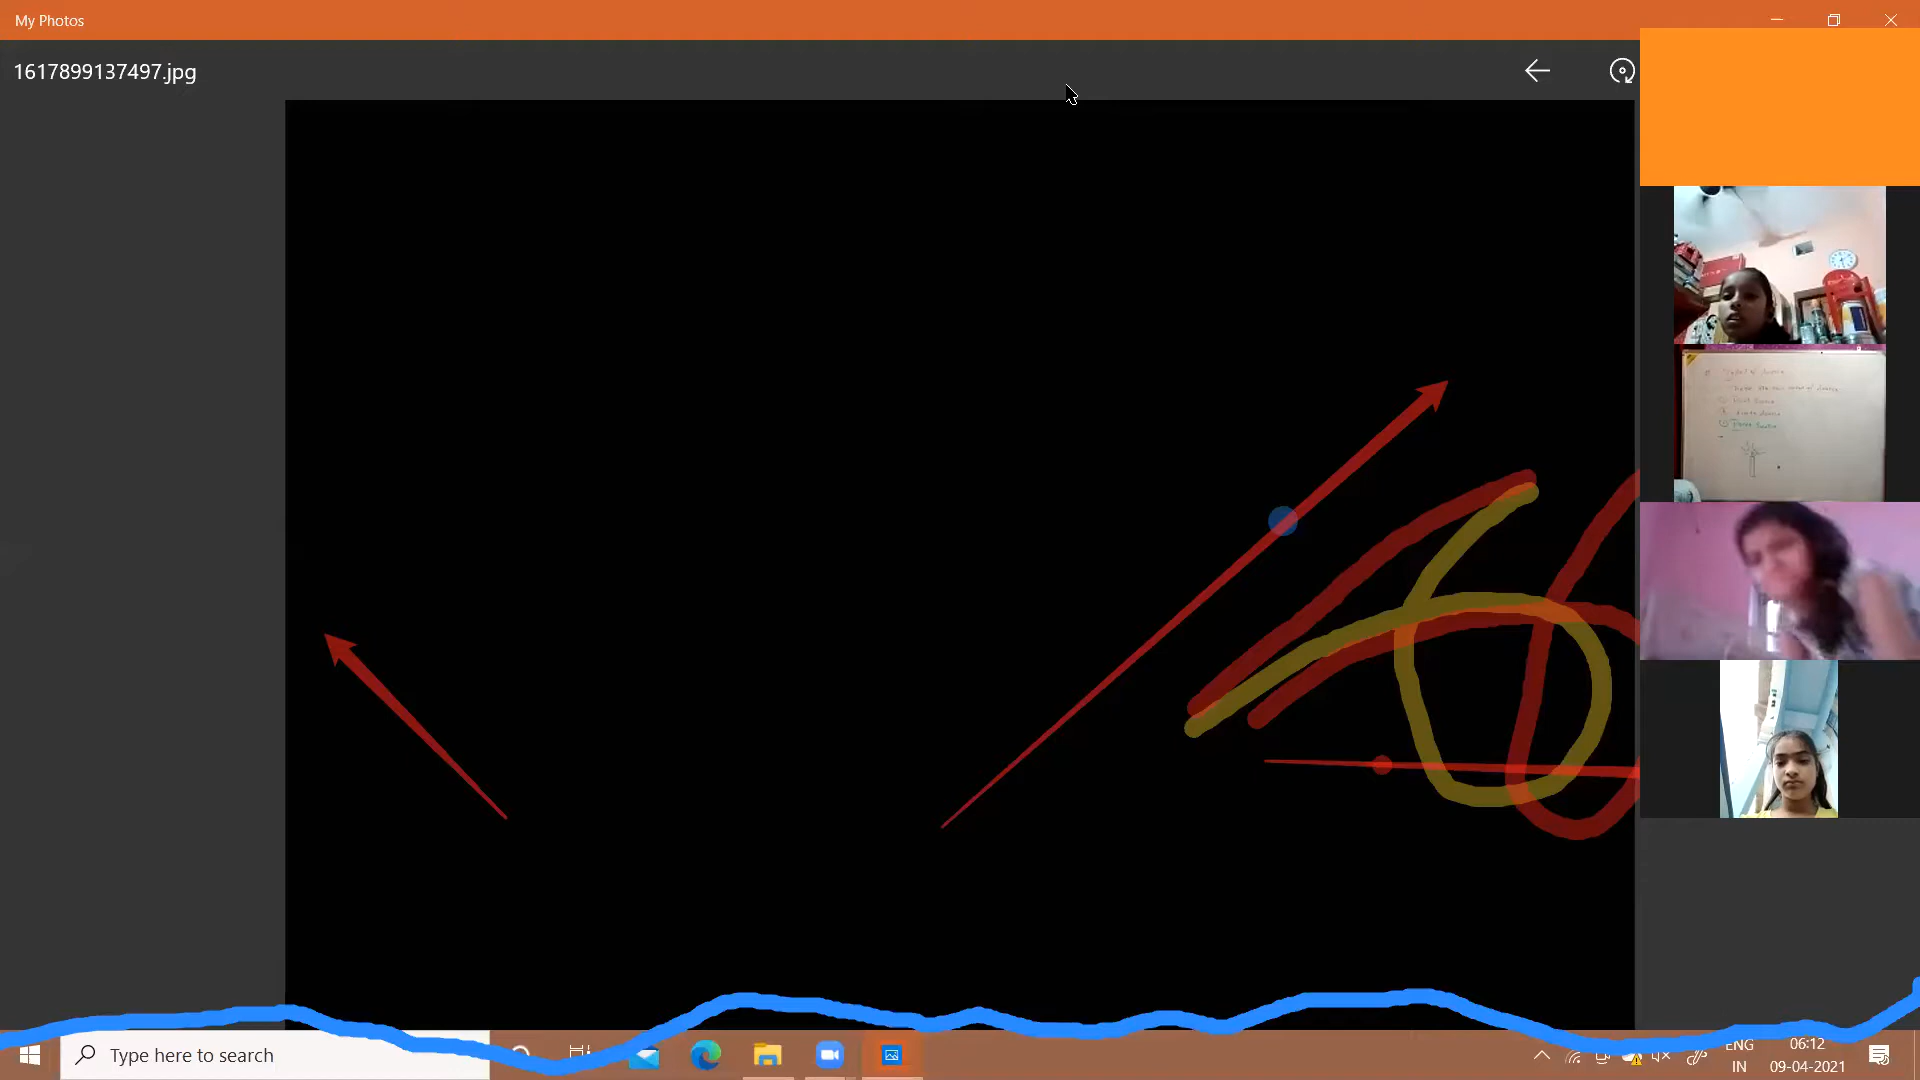 My Photos
1617899137497.jpg
Type here to search
ENG
IN
06:12
09-04-2021